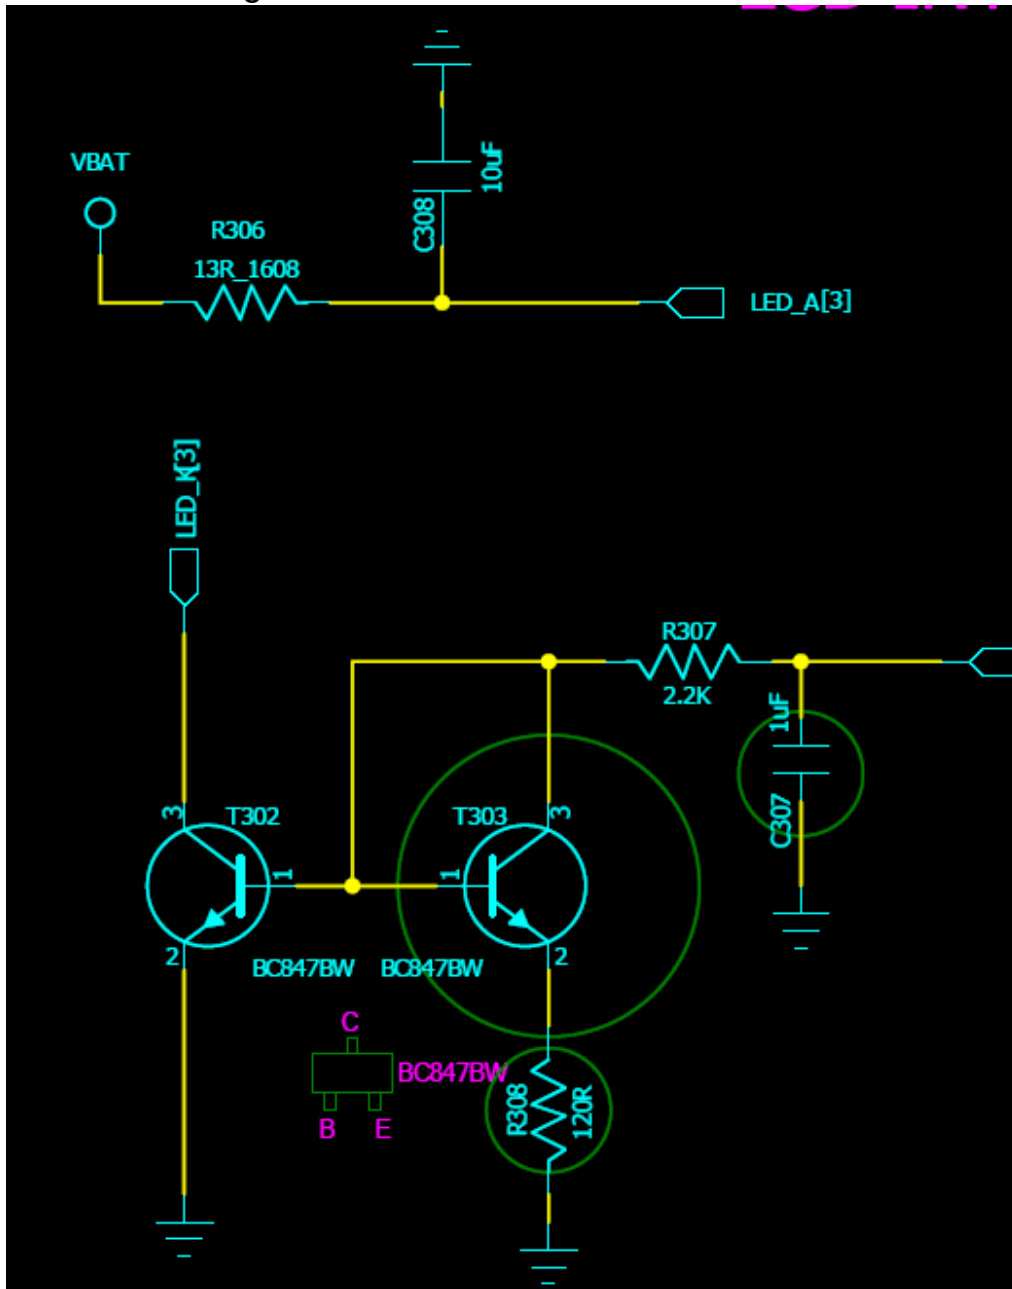 VBAT
10uF
C308
R306
13R_1608
LED_A[3]
LED_K[3]
R307
2.2K
1uF
C307
3
T302
1
2
BC847BW
T303
3
1
2
BC847BW
C
BC847BW
B E
R308
120R